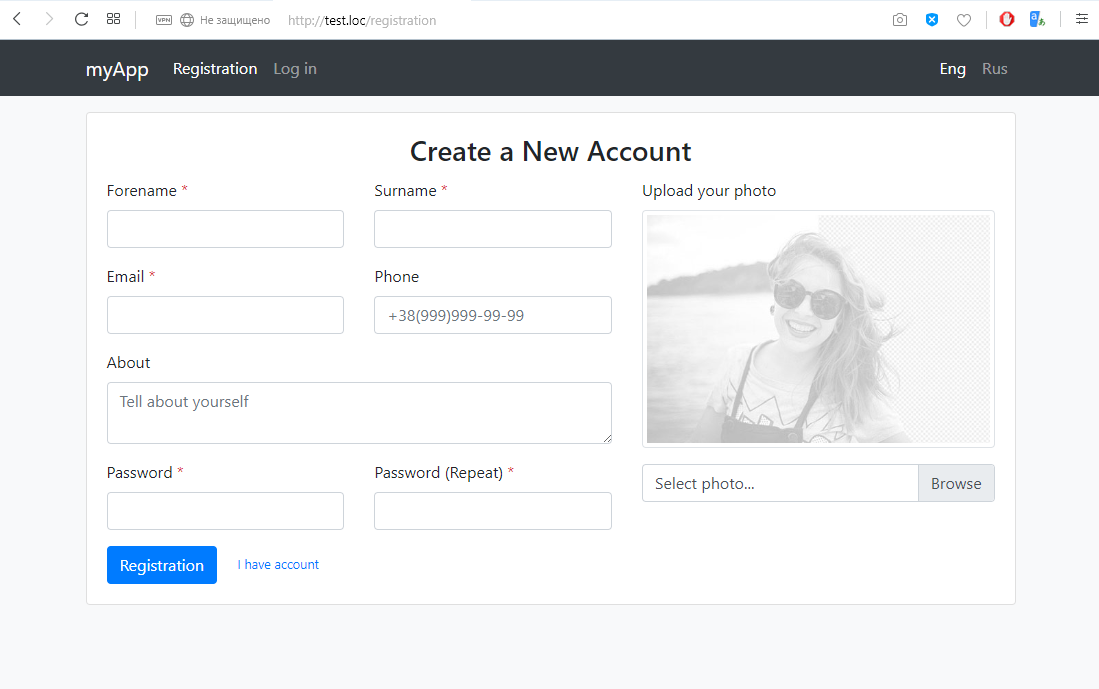 VPN Не защищено http://test.loc/registration
myApp Registration Log in Eng Rus
Create a New Account
Forename * Surname * Upload your photo
Email * Phone
+38(999)999-99-99
About
Tell about yourself
Password * Password (Repeat) * Select photo... Browse
Registration I have account